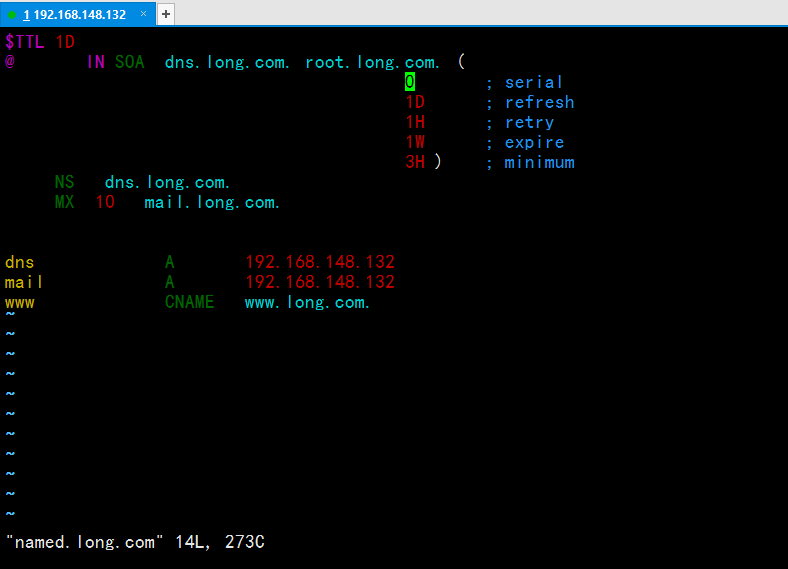 1 192.168.148.132 × +
$TTL 1D
@ IN SOA dns.long.com. root.long.com. (
0 ; serial
1D ; refresh
1H ; retry
1W ; expire
3H ) ; minimum
NS dns.long.com.
MX 10 mail.long.com.
dns A 192.168.148.132
mail A 192.168.148.132
www CNAME www.long.com.
~
~
~
~
~
~
~
~
~
~
~
"named.long.com" 14L, 273C